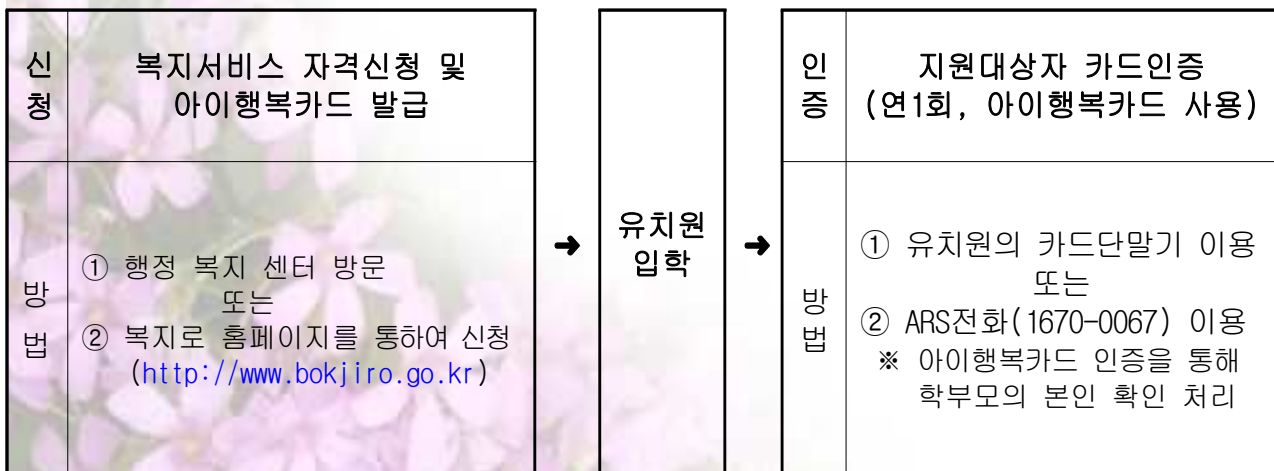 신청
복지서비스 자격신청 및
아이행복카드 발급
방법
① 행정 복지 센터 방문
또는
② 복지로 홈페이지를 통하여 신청
(http://www.bokjiro.go.kr)
➜
유치원
입학
➜
인증
지원대상자 카드인증
(연1회, 아이행복카드 사용)
방법
① 유치원의 카드단말기 이용
또는
② ARS전화(1670-0067) 이용
※ 아이행복카드 인증을 통해
학부모의 본인 확인 처리